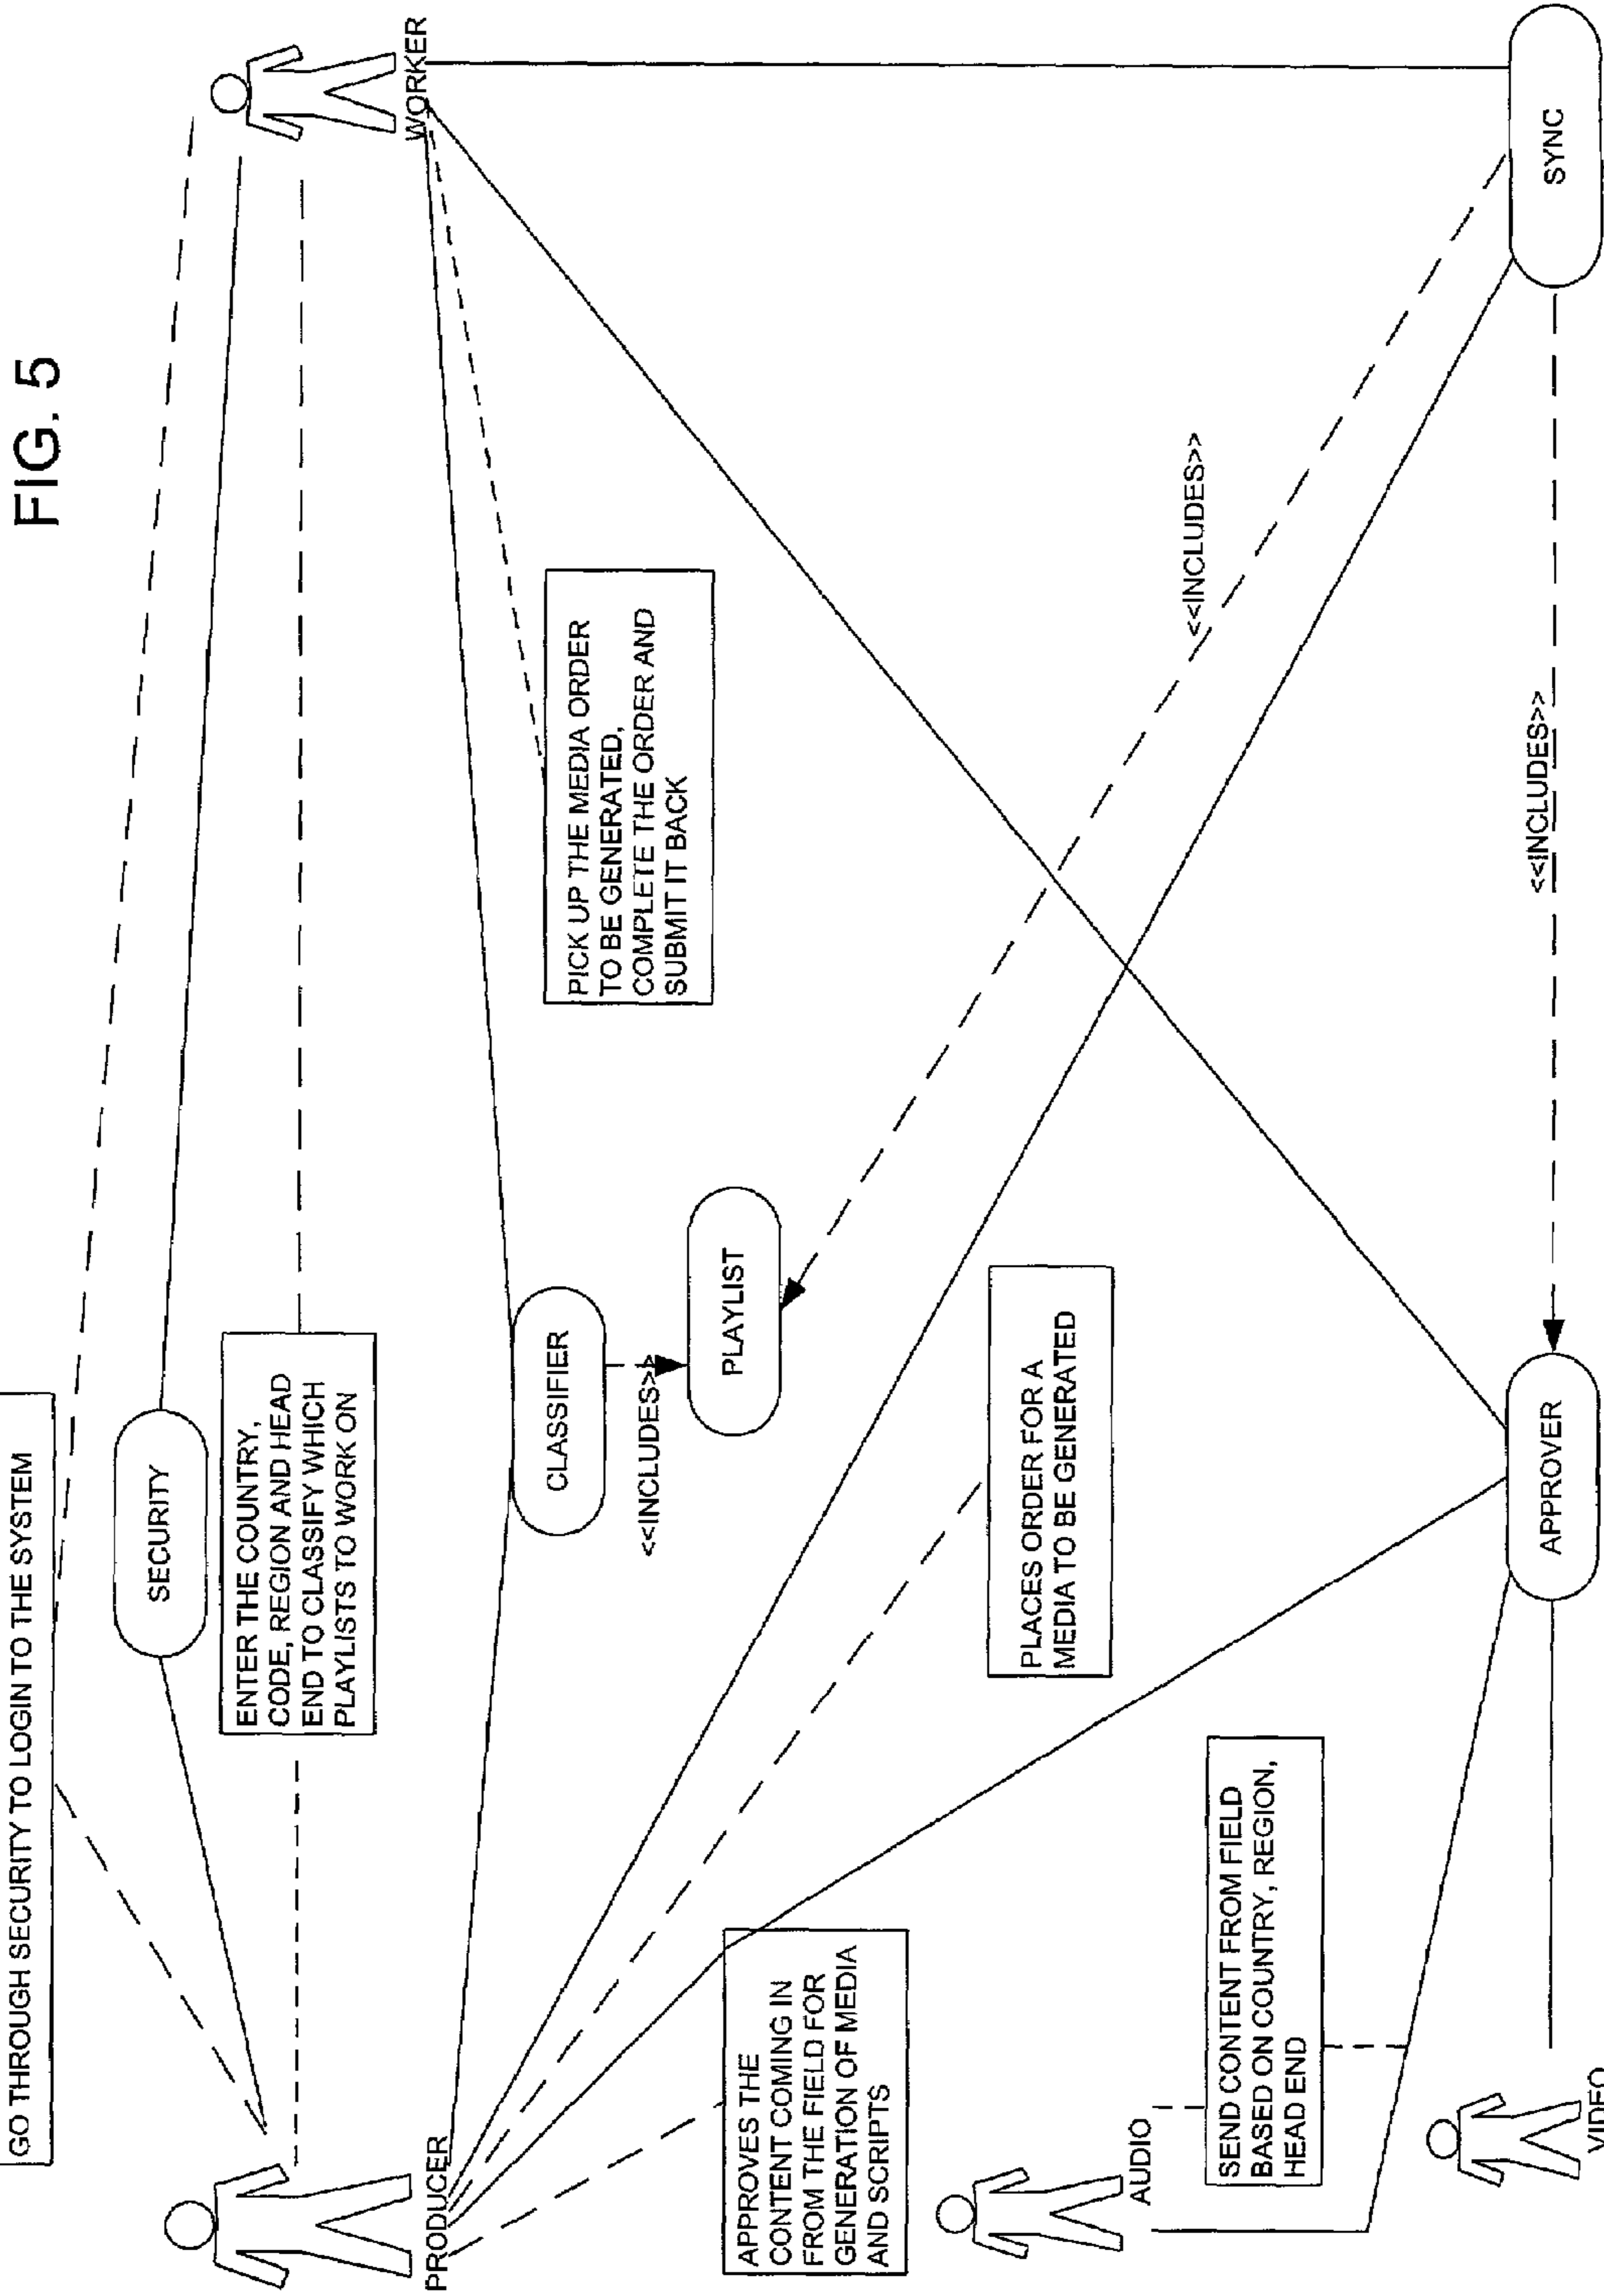 FIG. 5
GO THROUGH SECURITY TO LOGIN TO THE SYSTEM
SECURITY
ENTER THE COUNTRY,
CODE, REGION AND HEAD
END TO CLASSIFY WHICH
PLAYLISTS TO WORK ON
PRODUCER
WORKER
CLASSIFIER
<<INCLUDES>>
PICK UP THE MEDIA ORDER
TO BE GENERATED,
COMPLETE THE ORDER AND
SUBMIT IT BACK
PLAYLIST
APPROVES THE
CONTENT COMING IN
FROM THE FIELD FOR
GENERATION OF MEDIA
AND SCRIPTS
PLACES ORDER FOR A
MEDIA TO BE GENERATED
<<INCLUDES>>
AUDIO
SEND CONTENT FROM FIELD
BASED ON COUNTRY, REGION,
HEAD END
<<INCLUDES>>
VIDEO
APPROVER
SYNC